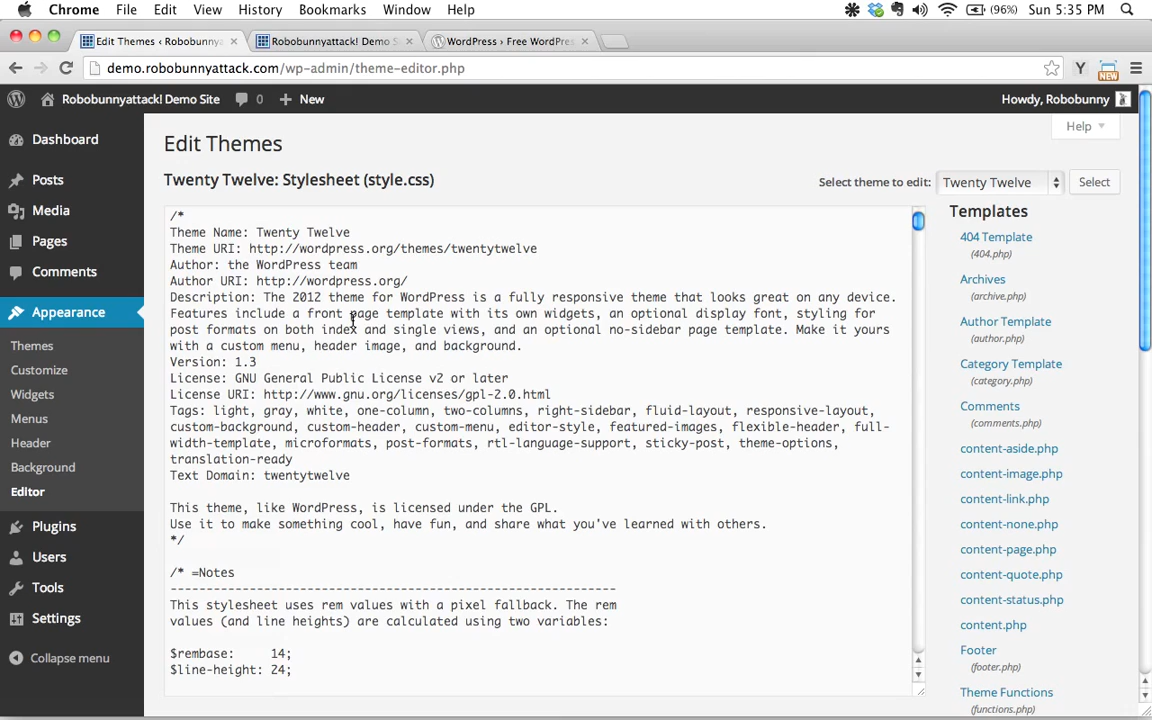 Chrome File Edit View History Bookmarks Window Help (96%) Sun 5:35 PM
Edit Themes ‹ Robobunnya × Robobunnyattack! Demo S × WordPress › Free WordPre ×
demo.robobunnyattack.com/wp-admin/theme-editor.php Y NEW
Robobunnyattack! Demo Site 0 + New Howdy, Robobunny
Help
Dashboard
Posts
Media
Pages
Comments
Appearance
Themes
Customize
Widgets
Menus
Header
Background
Editor
Plugins
Users
Tools
Settings
Collapse menu
Edit Themes
Twenty Twelve: Stylesheet (style.css)
Select theme to edit: Twenty Twelve Select
/*
Theme Name: Twenty Twelve
Theme URI: http://wordpress.org/themes/twentytwelve
Author: the WordPress team
Author URI: http://wordpress.org/
Description: The 2012 theme for WordPress is a fully responsive theme that looks great on any device.
Features include a front page template with its own widgets, an optional display font, styling for
post formats on both index and single views, and an optional no-sidebar page template. Make it yours
with a custom menu, header image, and background.
Version: 1.3
License: GNU General Public License v2 or later
License URI: http://www.gnu.org/licenses/gpl-2.0.html
Tags: light, gray, white, one-column, two-columns, right-sidebar, fluid-layout, responsive-layout,
custom-background, custom-header, custom-menu, editor-style, featured-images, flexible-header, full-
width-template, microformats, post-formats, rtl-language-support, sticky-post, theme-options,
translation-ready
Text Domain: twentytwelve
This theme, like WordPress, is licensed under the GPL.
Use it to make something cool, have fun, and share what you've learned with others.
*/
/* =Notes
--------------------------------------------------------------
This stylesheet uses rem values with a pixel fallback. The rem
values (and line heights) are calculated using two variables:
$rembase: 14;
$line-height: 24;
Templates
404 Template
(404.php)
Archives
(archive.php)
Author Template
(author.php)
Category Template
(category.php)
Comments
(comments.php)
content-aside.php
content-image.php
content-link.php
content-none.php
content-page.php
content-quote.php
content-status.php
content.php
Footer
(footer.php)
Theme Functions
(functions.php)